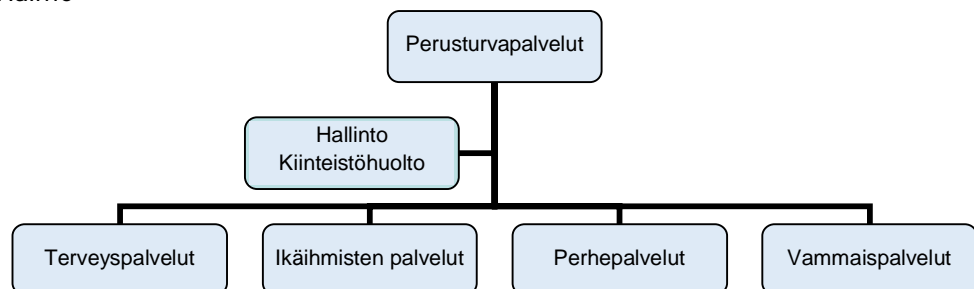 Perusturvapalvelut
Hallinto
Kiinteistöhuolto
Terveyspalvelut
Ikäihmisten palvelut
Perhepalvelut
Vammaispalvelut